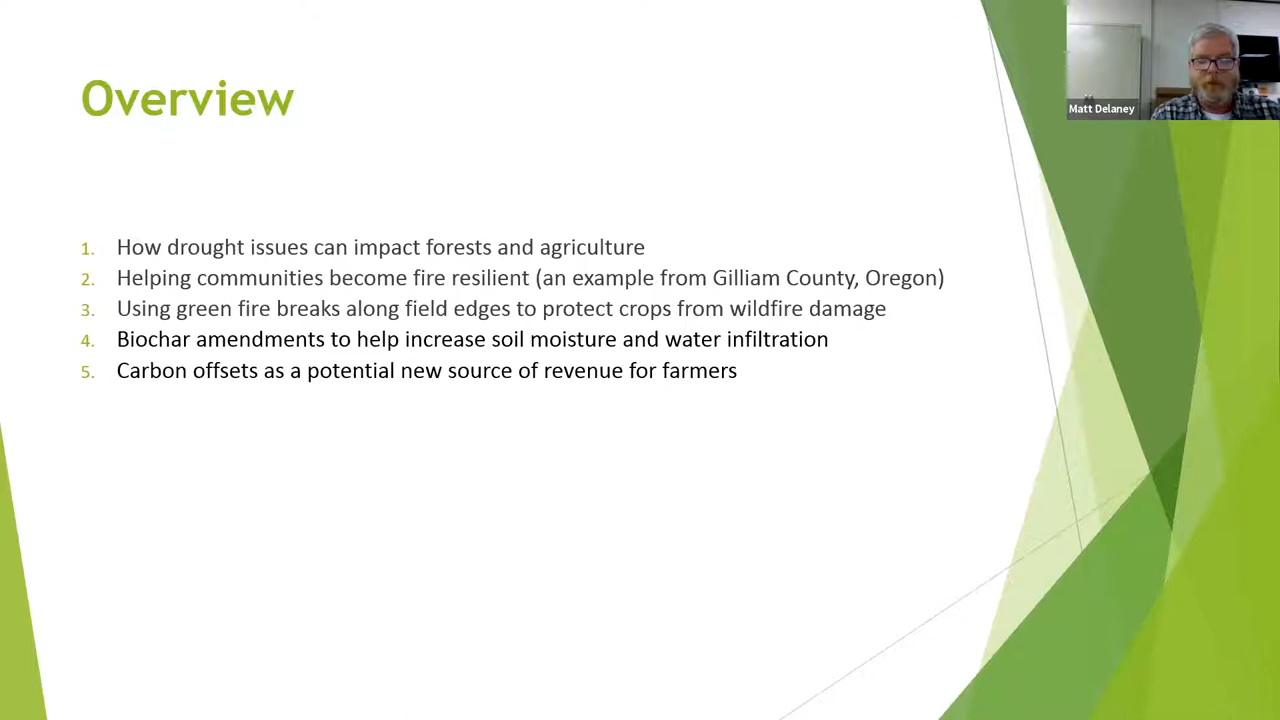 Overview
Matt Delaney
1. How drought issues can impact forests and agriculture
2. Helping communities become fire resilient (an example from Gilliam County, Oregon)
3. Using green fire breaks along field edges to protect crops from wildfire damage
4. Biochar amendments to help increase soil moisture and water infiltration
5. Carbon offsets as a potential new source of revenue for farmers